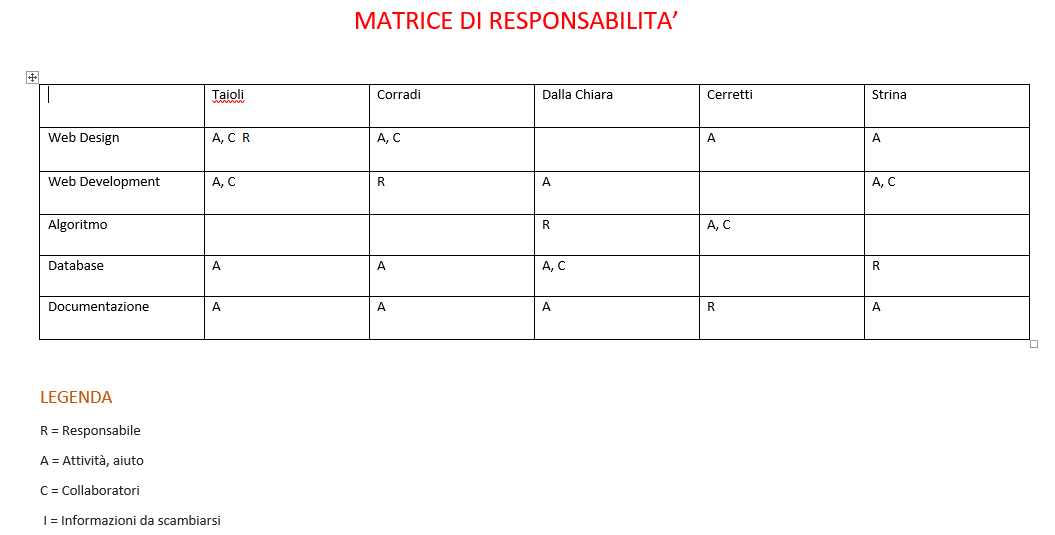 MATRICE DI RESPONSABILITA’
Taioli Corradi Dalla Chiara Cerretti Strina
Web Design A, C R A, C A A
Web Development A, C R A A, C
Algoritmo R A, C
Database A A A, C R
Documentazione A A A R A
LEGENDA
R = Responsabile
A = Attività, aiuto
C = Collaboratori
I = Informazioni da scambiarsi